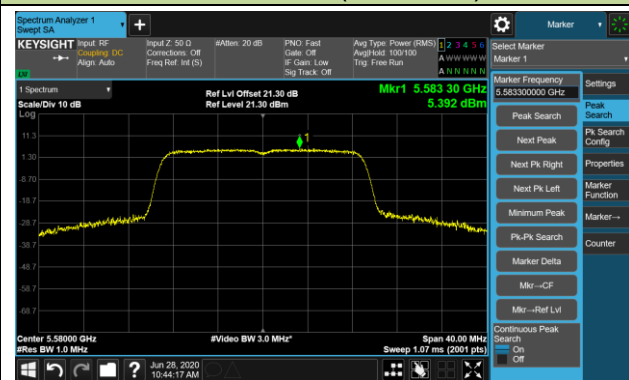 Spectrum Analyzer 1
Swept SA
Marker
KEYSIGHT
Input: RF
Coupling: DC
Align: Auto
Input Z: 50 Ω
Corrections: Off
Freq Ref: Int (S)
#Atten: 20 dB
PNO: Fast
Gate: Off
IF Gain: Low
Sig Track: Off
Avg Type: Power (RMS)
Avg|Hold: 100/100
Trig: Free Run
1 2 3 4 5 6
A W W W W W
A N N N N N
Select Marker
Marker 1
1 Spectrum
Scale/Div 10 dB
Log
Ref Lvl Offset 21.30 dB
Ref Level 21.30 dBm
Mkr1 5.583 30 GHz
5.392 dBm
11.3
1.30
-8.70
-18.7
-28.7
-38.7
-48.7
-58.7
-68.7
1
Center 5.58000 GHz
#Res BW 1.0 MHz
#Video BW 3.0 MHz*
Span 40.00 MHz
Sweep 1.07 ms (2001 pts)
Marker Frequency
5.583300000 GHz
Peak Search
Next Peak
Next Pk Right
Next Pk Left
Minimum Peak
Pk-Pk Search
Marker Delta
Mkr→CF
Mkr→Ref Lvl
Continuous Peak
Search
On
Off
Settings
Peak
Search
Pk Search
Config
Properties
Marker
Function
Marker→
Counter
Jun 28, 2020
10:44:17 AM